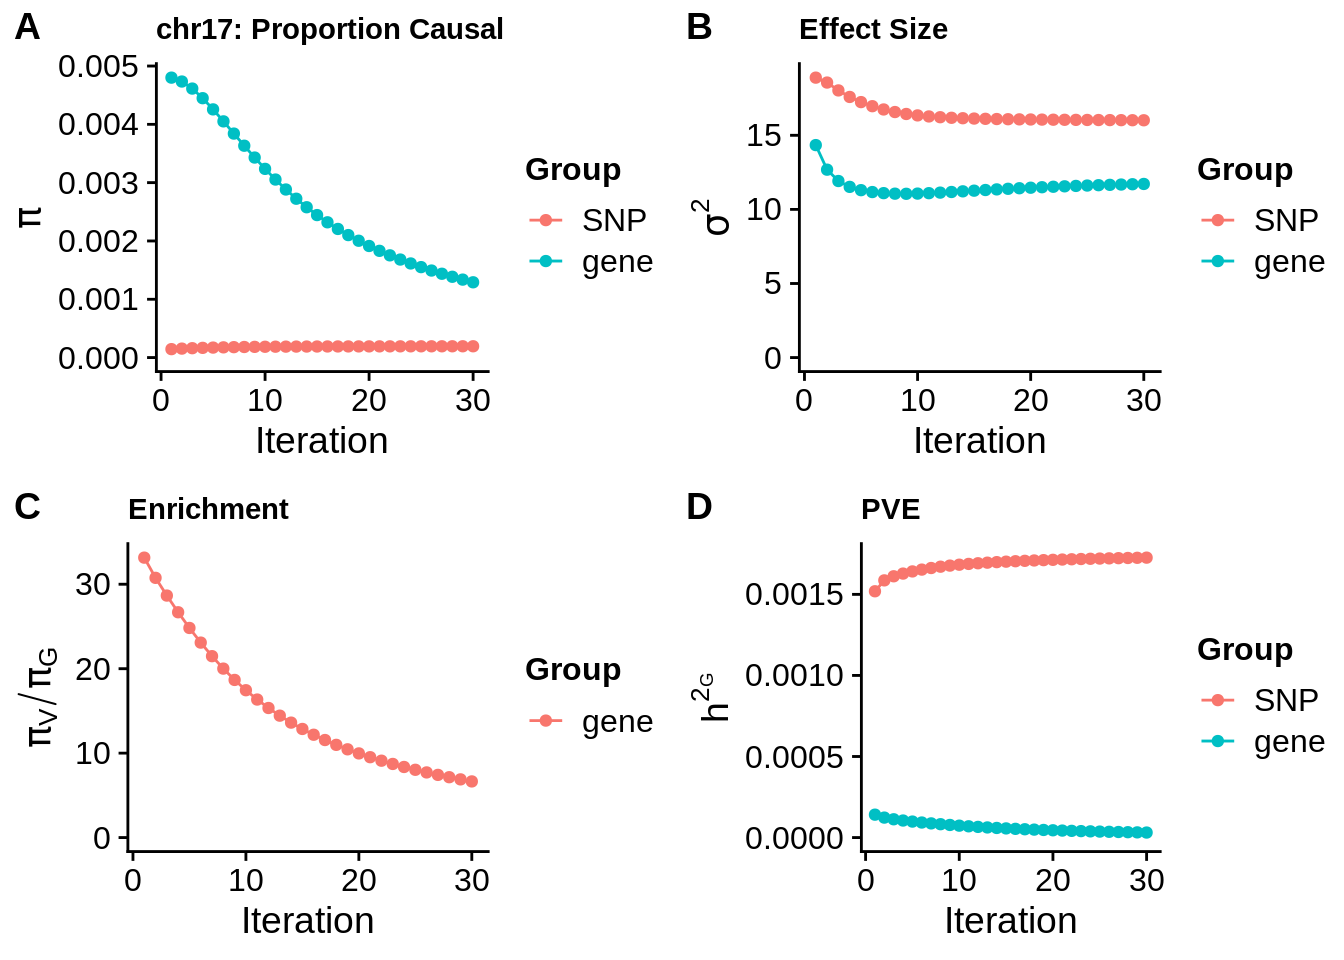 A
chr17: Proportion Causal
π
0.005
0.004
0.003
0.002
0.001
0.000
0 10 20 30
Iteration
Group
SNP
gene
B
Effect Size
σ²
15
10
5
0
0 10 20 30
Iteration
Group
SNP
gene
C
Enrichment
πV/πG
30
20
10
0
0 10 20 30
Iteration
Group
gene
D
PVE
h²G
0.0015
0.0010
0.0005
0.0000
0 10 20 30
Iteration
Group
SNP
gene